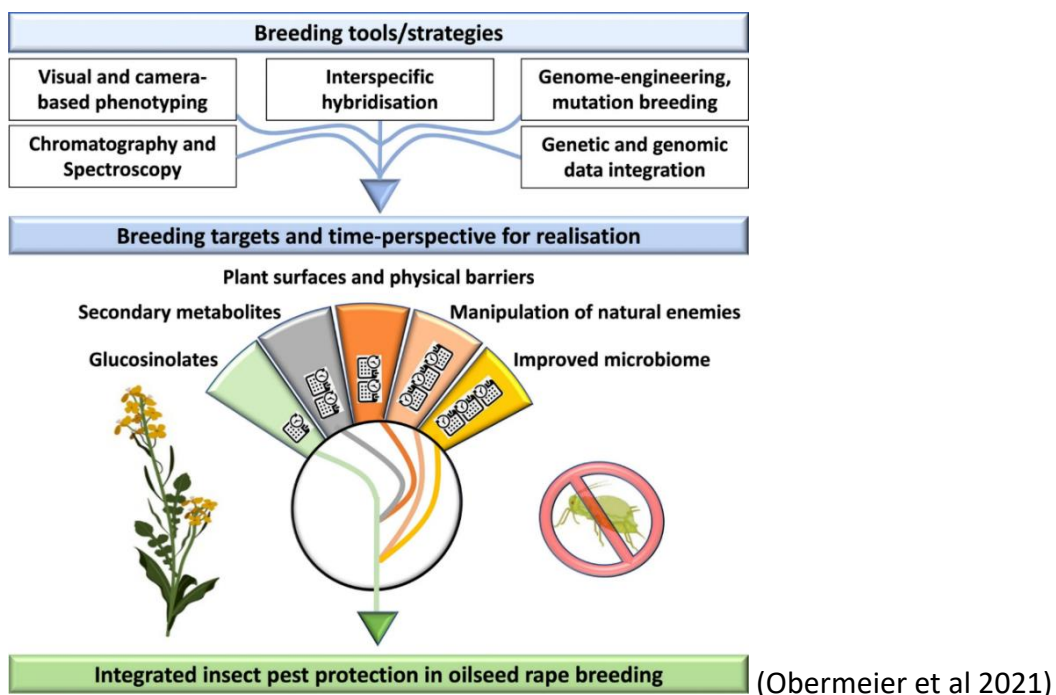 Breeding tools/strategies
Visual and camera-
based phenotyping
Interspecific
hybridisation
Genome-engineering,
mutation breeding
Chromatography and
Spectroscopy
Genetic and genomic
data integration
Breeding targets and time-perspective for realisation
Plant surfaces and physical barriers
Secondary metabolites
Manipulation of natural enemies
Glucosinolates
Improved microbiome
Integrated insect pest protection in oilseed rape breeding
(Obermeier et al 2021)